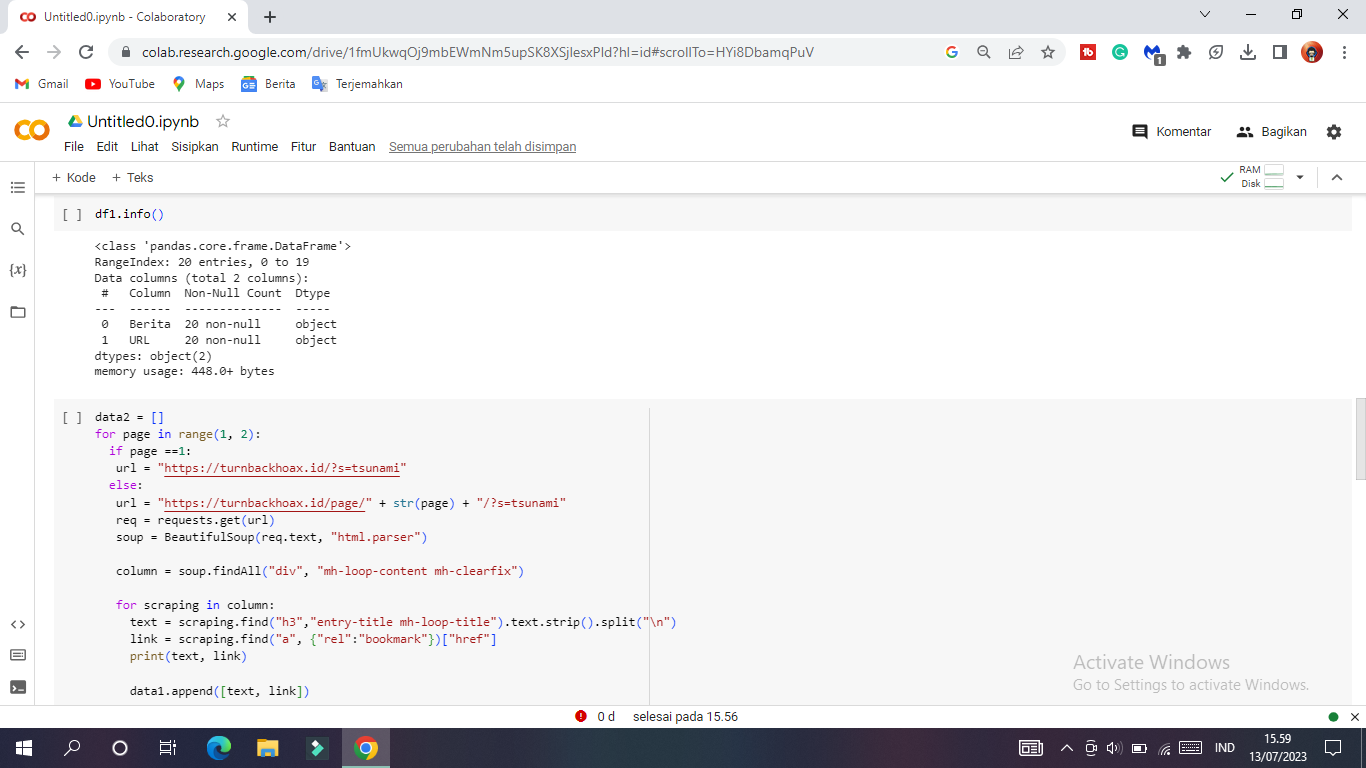 Untitled0.ipynb - Colaboratory
colab.research.google.com/drive/1fmUkwqOj9mbEWmNm5upSK8XSjlesxPld?hl=id#scrollTo=HYi8DbamqPuV
1
Gmail YouTube Maps Berita Terjemahkan
Untitled0.ipynb
Komentar Bagikan
File Edit Lihat Sisipkan Runtime Fitur Bantuan Semua perubahan telah disimpan
+ Kode + Teks
RAM
Disk
[ ] df1.info()
<class 'pandas.core.frame.DataFrame'>
RangeIndex: 20 entries, 0 to 19
Data columns (total 2 columns):
 #   Column  Non-Null Count  Dtype
---  ------  --------------  -----
 0   Berita  20 non-null     object
 1   URL     20 non-null     object
dtypes: object(2)
memory usage: 448.0+ bytes
[ ] data2 = []
for page in range(1, 2):
  if page ==1:
   url = "https://turnbackhoax.id/?s=tsunami"
  else:
   url = "https://turnbackhoax.id/page/" + str(page) + "/?s=tsunami"
   req = requests.get(url)
   soup = BeautifulSoup(req.text, "html.parser")
   column = soup.findAll("div", "mh-loop-content mh-clearfix")
   for scraping in column:
     text = scraping.find("h3","entry-title mh-loop-title").text.strip().split("\n")
     link = scraping.find("a", {"rel":"bookmark"})["href"]
     print(text, link)
     data1.append([text, link])
Activate Windows
Go to Settings to activate Windows.
0 d selesai pada 15.56
IND
15.59
13/07/2023